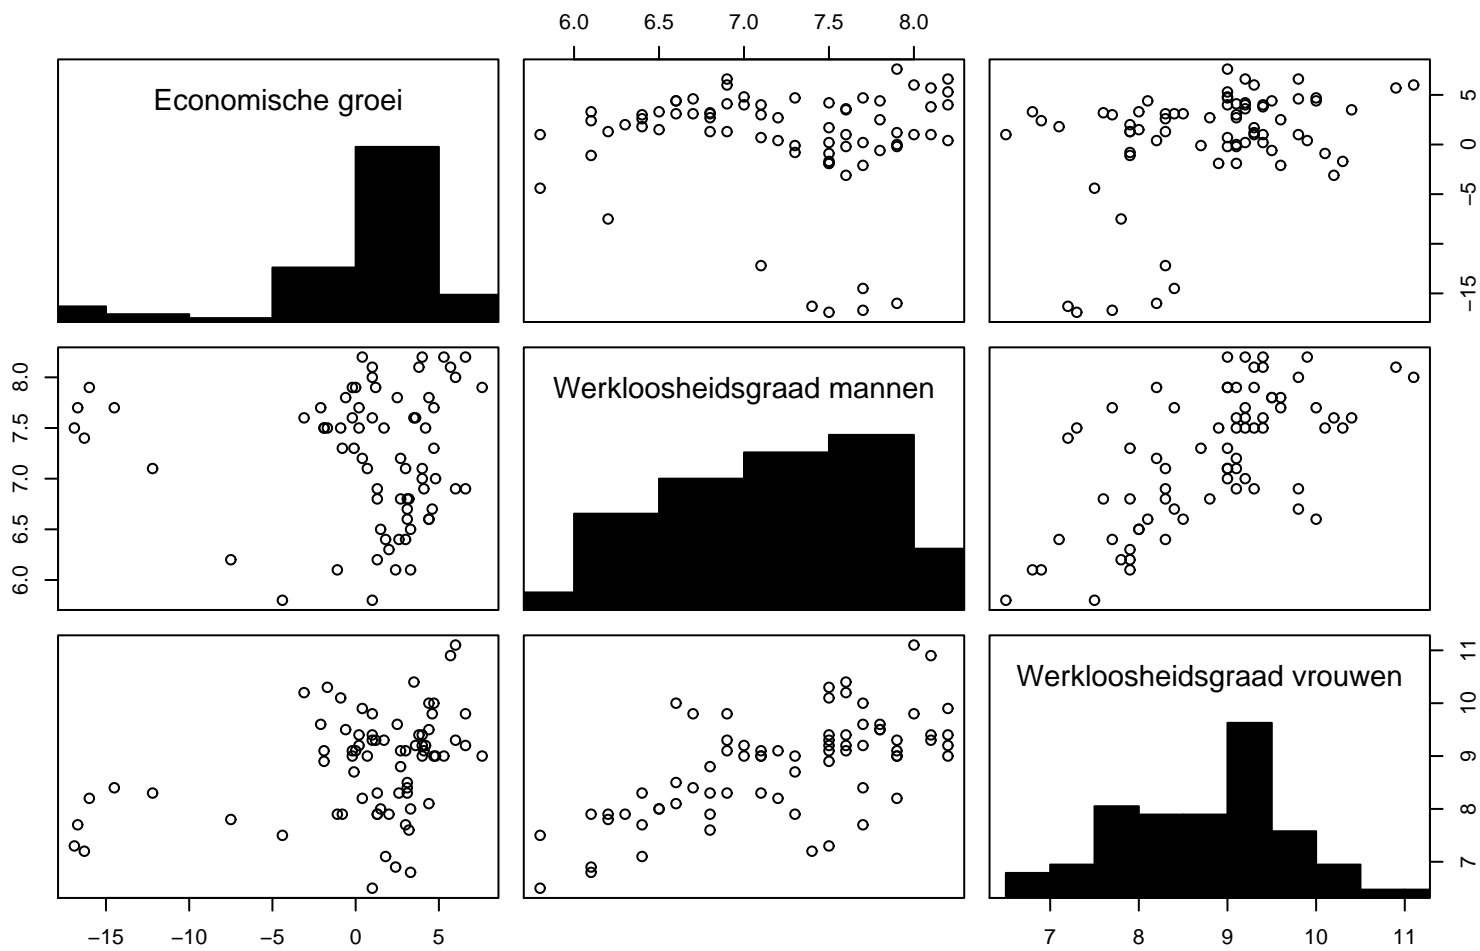 6.0 6.5 7.0 7.5 8.0
Economische groei
5
0
−5
−15
8.0
7.5
7.0
6.5
6.0
Werkloosheidsgraad mannen
Werkloosheidsgraad vrouwen
11
10
9
8
7
−15 −10 −5 0 5
7 8 9 10 11